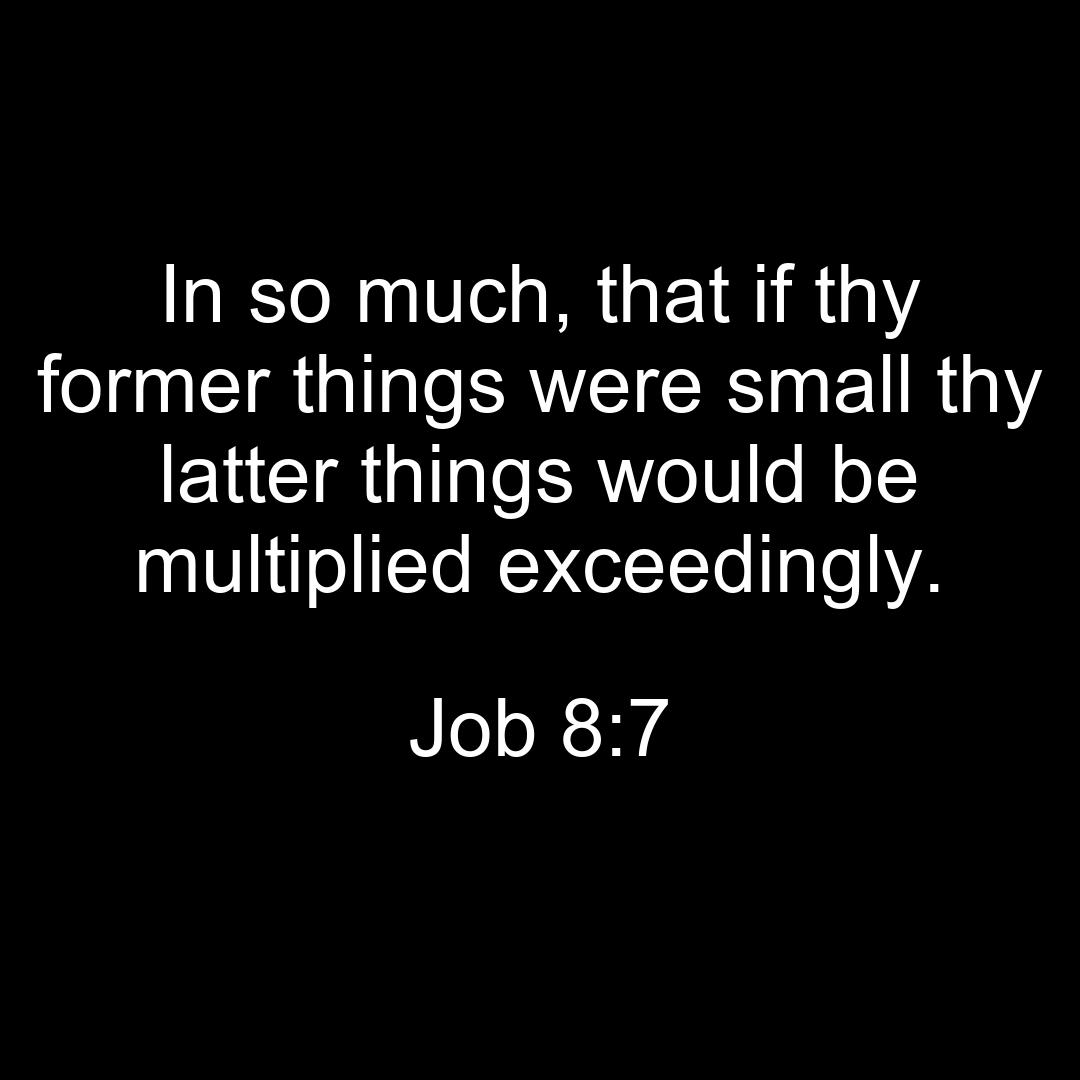 In so much, that if thy
former things were small thy
latter things would be
multiplied exceedingly.
Job 8:7